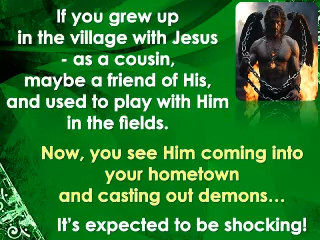 If you grew up
in the village with Jesus
- as a cousin,
maybe a friend of His,
and used to play with Him
in the fields.
Now, you see Him coming into
your hometown
and casting out demons…
It's expected to be shocking!